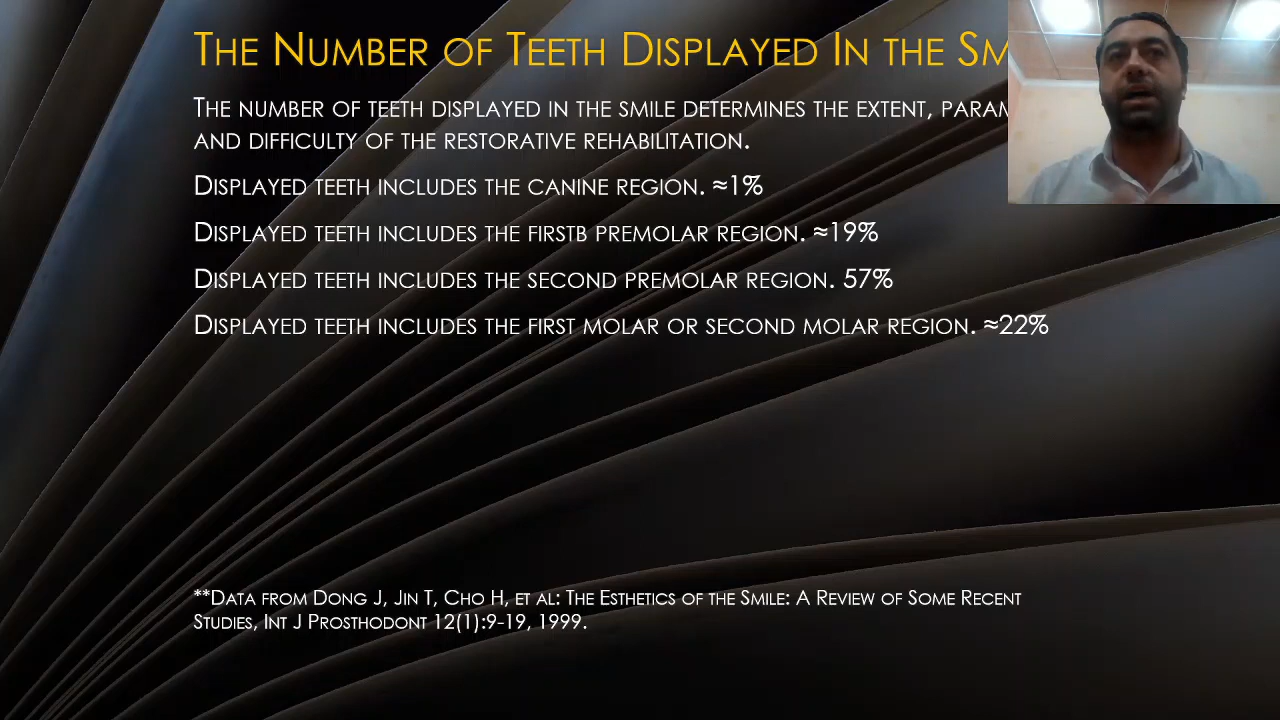 The Number of Teeth Displayed In the Sm
The number of teeth displayed in the smile determines the extent, param
and difficulty of the restorative rehabilitation.
Displayed teeth includes the canine region. ≈1%
Displayed teeth includes the firstb premolar region. ≈19%
Displayed teeth includes the second premolar region. 57%
Displayed teeth includes the first molar or second molar region. ≈22%
**Data from Dong J, Jin T, Cho H, et al: The Esthetics of the Smile: A Review of Some Recent
Studies, Int J Prosthodont 12(1):9-19, 1999.